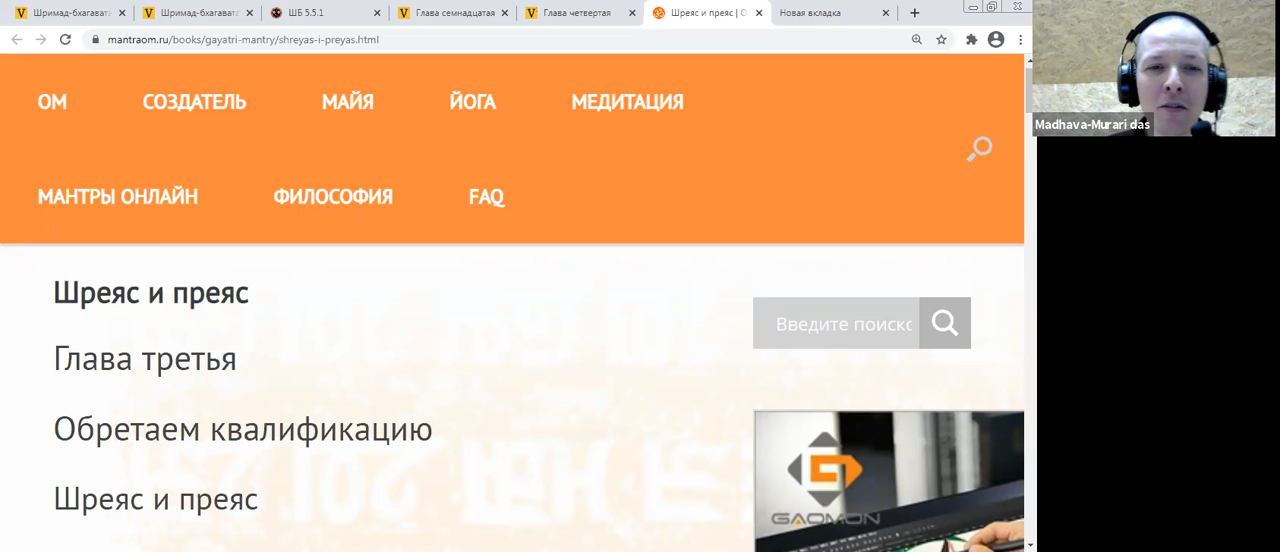 Шримад-бхагават
Шримад-бхагават
ШБ 5.5.1
Глава семнадцатая
Глава четвертая
Шреяс и преяс | О
Новая вкладка
mantraom.ru/books/gayatri-mantry/shreyas-i-preyas.html
ОМ СОЗДАТЕЛЬ МАЙЯ ЙОГА МЕДИТАЦИЯ
МАНТРЫ ОНЛАЙН ФИЛОСОФИЯ FAQ
Шреяс и преяс
Введите поиско
Глава третья
Обретаем квалификацию
Шреяс и преяс
GAOMON
Madhava-Murari das